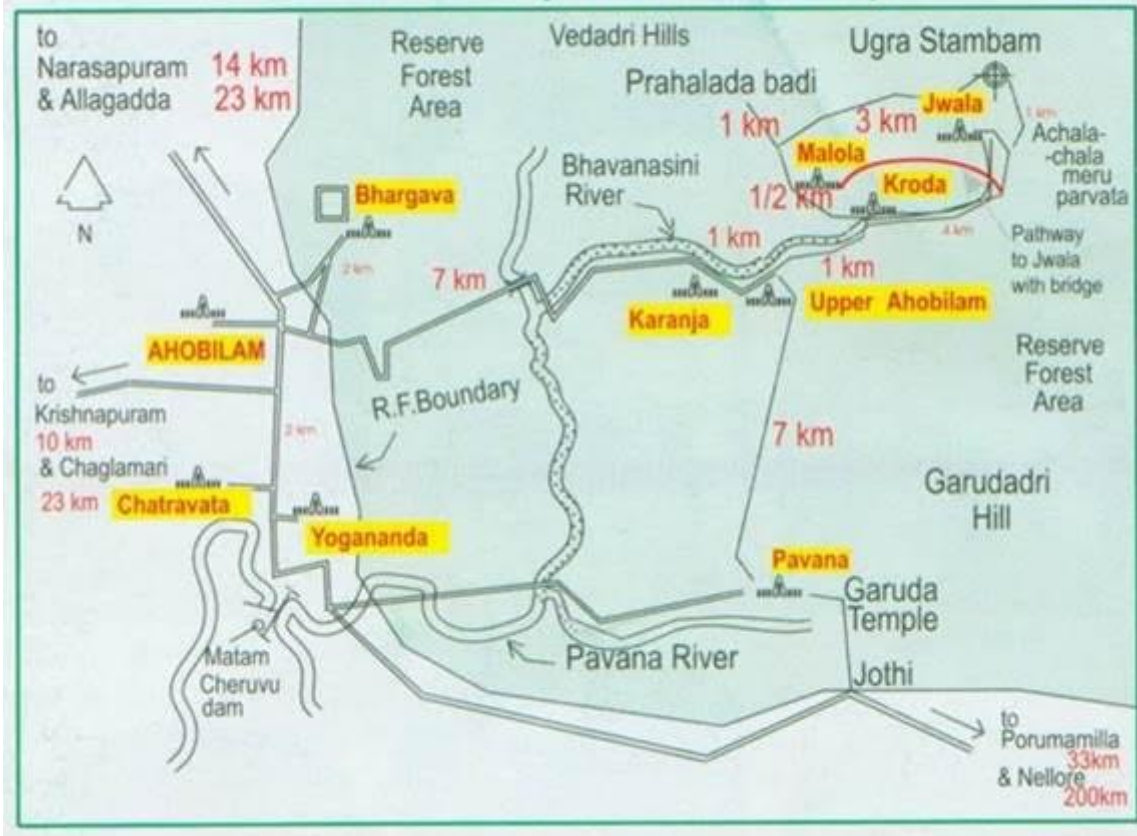 to
Narasapuram 14 km
& Allagadda 23 km
Reserve
Forest
Area
Vedadri Hills
Ugra Stambam
Prahalada badi
Jwala
1 km
3 km
1 km
Achala-
-chala
meru
parvata
Malola
Bhavanasini
River
Kroda
1/2 km
Bhargava
N
1 km
4 km
Pathway
to Jwala
with bridge
2 km
7 km
1 km
Karanja
Upper Ahobilam
AHOBILAM
Reserve
Forest
Area
to
Krishnapuram
10 km
& Chaglamari
23 km
R.F.Boundary
2 km
7 km
Chatravata
Garudadri
Hill
Yogananda
Pavana
Garuda
Temple
Matam
Cheruvu
dam
Pavana River
Jothi
to
Porumamilla
33km
& Nellore
200km